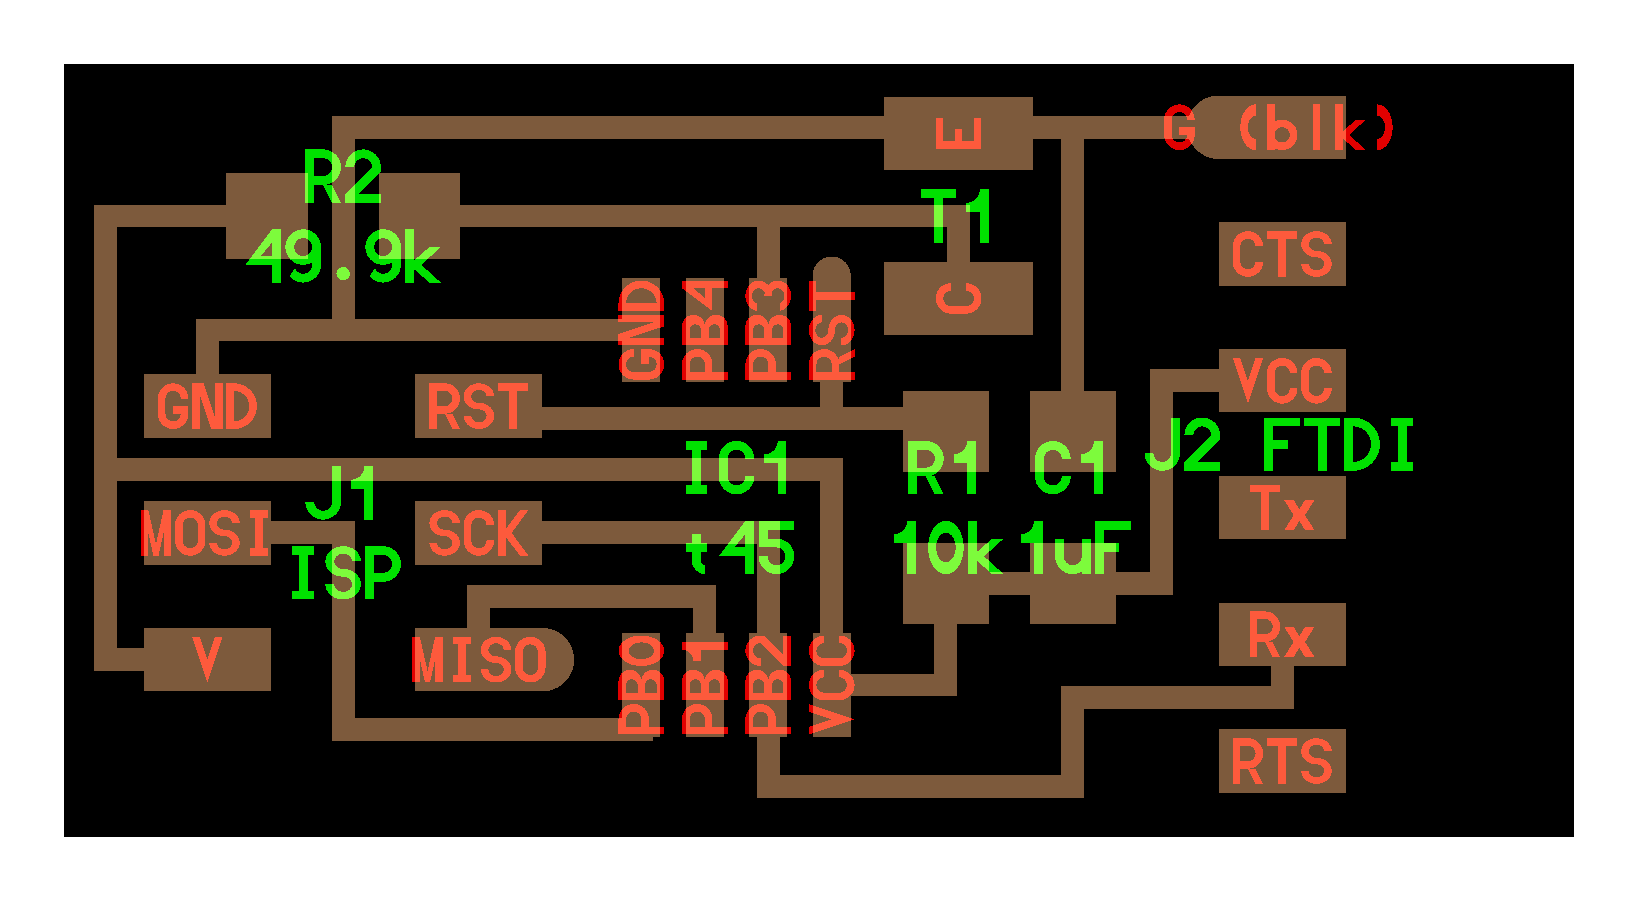 E
G (blk)
R2
T1
49.9k
CTS
GND
PB4
PB3
RST
C
VCC
GND
RST
J2 FTDI
IC1
R1
C1
J1
Tx
MOSI
SCK
t45
10k
1uF
ISP
Rx
V
MISO
PB0
PB1
PB2
VCC
RTS